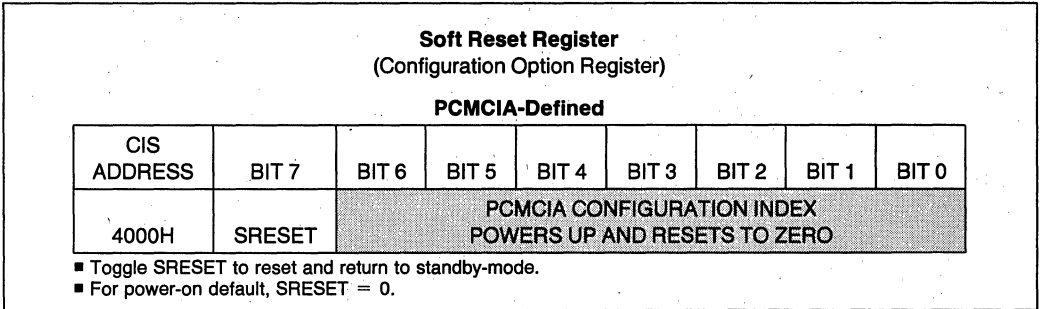 Soft Reset Register
(Configuration Option Register)
PCMCIA-Defined
CIS
ADDRESS BIT 7 BIT 6 BIT 5 BIT 4 BIT 3 BIT 2 BIT 1 BIT 0
PCMCIA CONFIGURATION INDEX
4000H SRESET POWERS UP AND RESETS TO ZERO
■ Toggle SRESET to reset and return to standby-mode.
■ For power-on default, SRESET = 0.